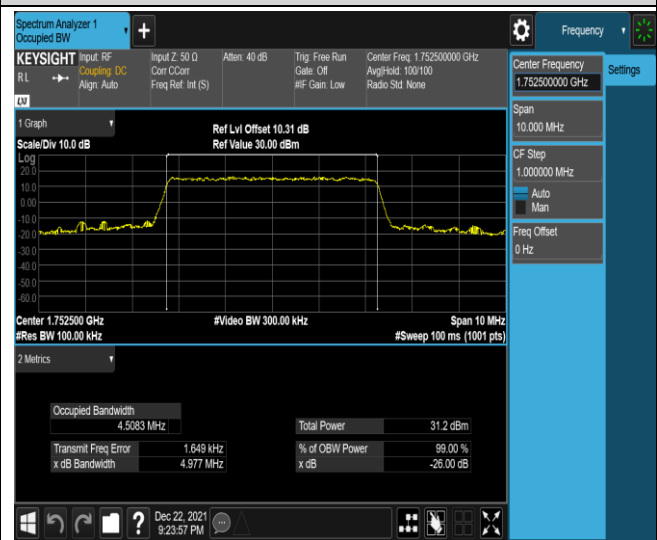 Spectrum Analyzer 1
Occupied BW
Frequency
KEYSIGHT
Input: RF
Coupling: DC
Align: Auto
Input Z: 50 Ω
Corr CCorr
Freq Ref: Int (S)
Atten: 40 dB
Trig: Free Run
Gate: Off
#IF Gain: Low
Center Freq: 1.752500000 GHz
Avg|Hold: 100/100
Radio Std: None
R L
LXI
Center Frequency
1.752500000 GHz
Settings
Span
10.000 MHz
CF Step
1.000000 MHz
Auto
Man
Freq Offset
0 Hz
1 Graph
Scale/Div 10.0 dB
Ref Lvl Offset 10.31 dB
Ref Value 30.00 dBm
Log
20.0
10.0
0.00
-10.0
-20.0
-30.0
-40.0
-50.0
-60.0
Center 1.752500 GHz
#Video BW 300.00 kHz
Span 10 MHz
#Res BW 100.00 kHz
#Sweep 100 ms (1001 pts)
2 Metrics
Occupied Bandwidth
4.5083 MHz
Total Power 31.2 dBm
Transmit Freq Error 1.649 kHz
% of OBW Power 99.00 %
x dB Bandwidth 4.977 MHz
x dB -26.00 dB
Dec 22, 2021
9:23:57 PM